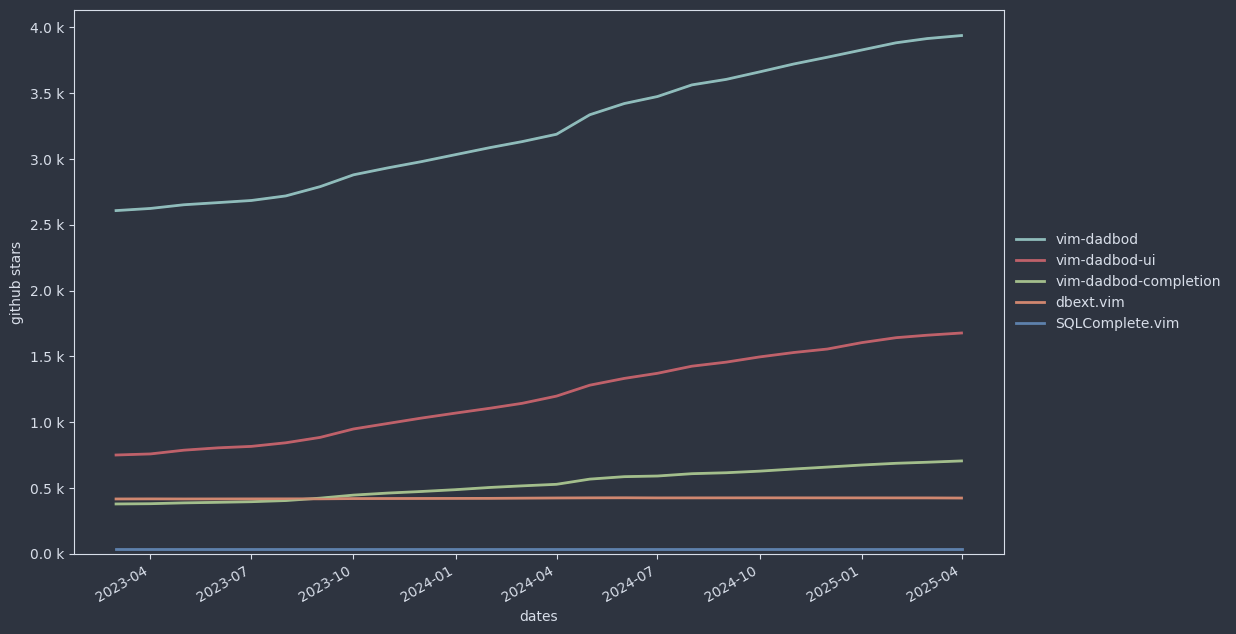 4.0 k
3.5 k
3.0 k
2.5 k
2.0 k
1.5 k
1.0 k
0.5 k
0.0 k
github stars
2023-04
2023-07
2023-10
2024-01
2024-04
2024-07
2024-10
2025-01
2025-04
dates
vim-dadbod
vim-dadbod-ui
vim-dadbod-completion
dbext.vim
SQLComplete.vim